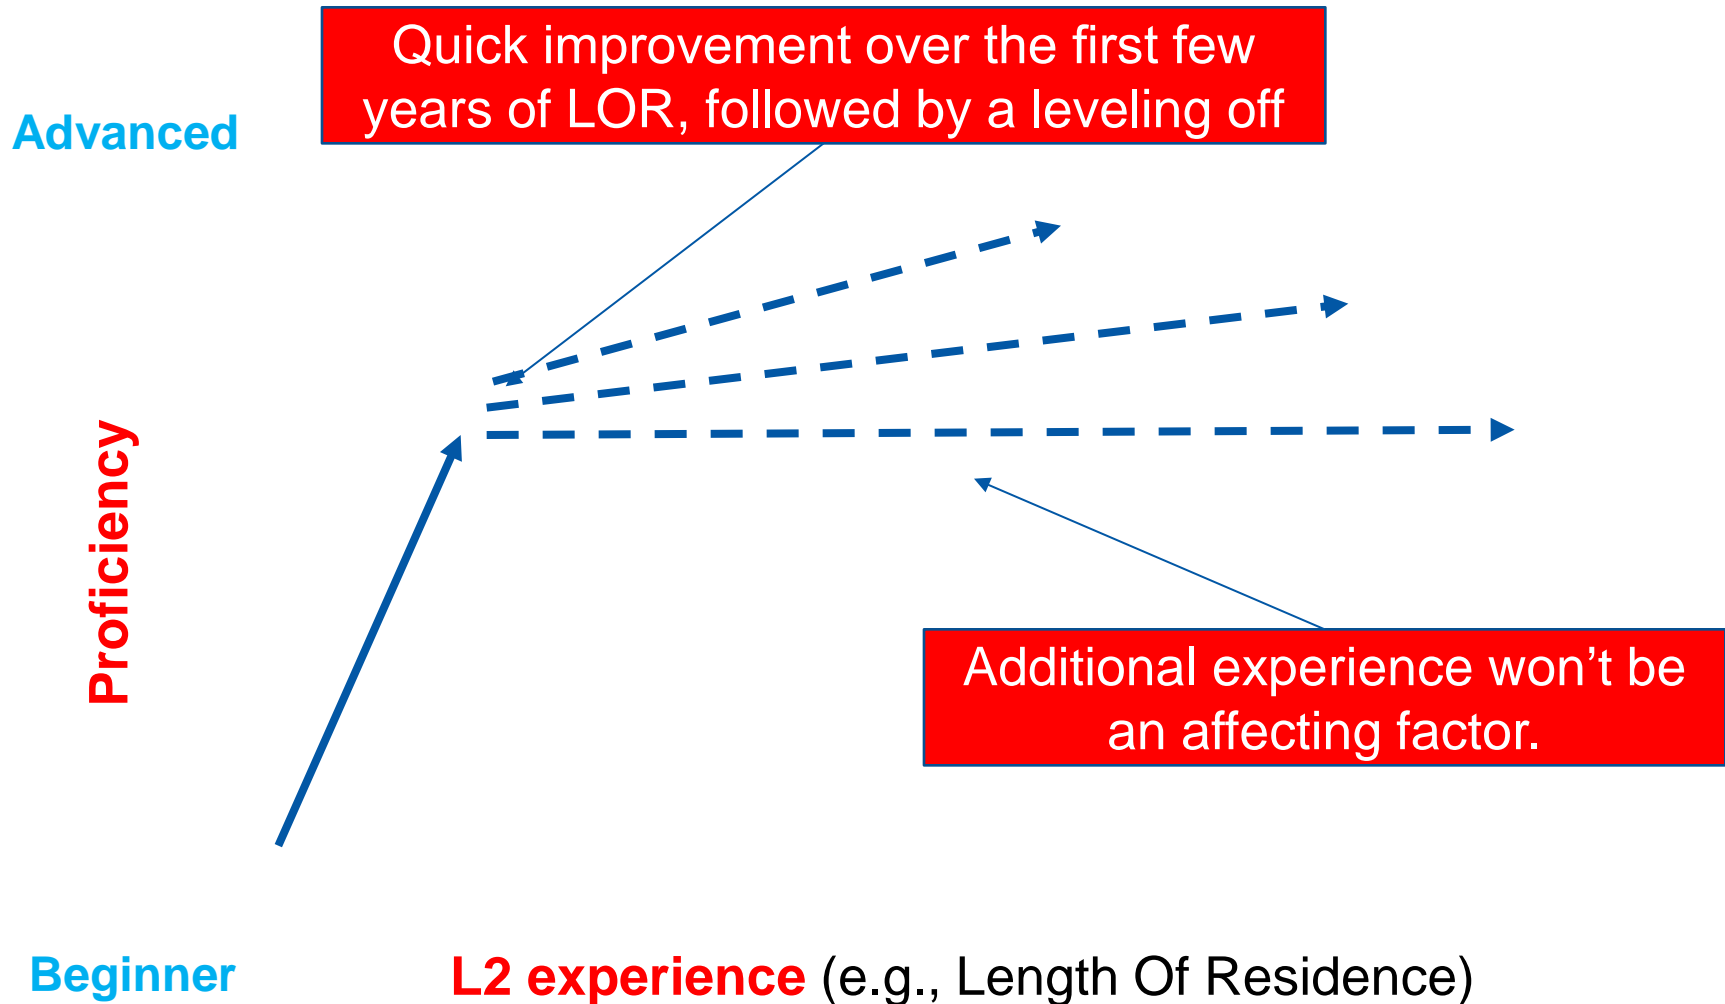 Quick improvement over the first few
years of LOR, followed by a leveling off
Advanced
Proficiency
Additional experience won’t be
an affecting factor.
Beginner
L2 experience (e.g., Length Of Residence)